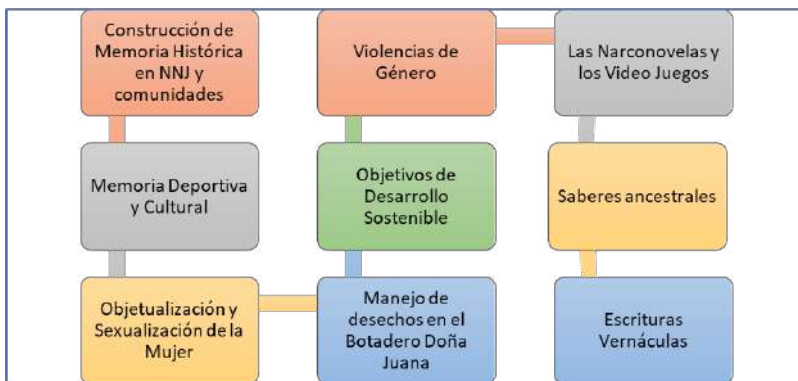 Construcción de
Memoria Histórica
en NNJ y
comunidades
Memoria Deportiva
y Cultural
Objetualización y
Sexualización de la
Mujer
Manejo de
desechos en el
Botadero Doña
Juana
Objetivos de
Desarrollo
Sostenible
Violencias de
Género
Las Narconovelas y
los Video Juegos
Saberes ancestrales
Escrituras
Vernáculas